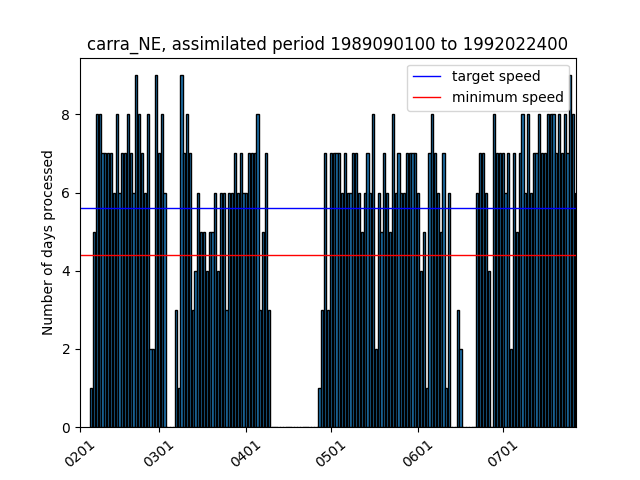 carra_NE, assimilated period 1989090100 to 1992022400
target speed
minimum speed
Number of days processed
8
6
4
2
0
0201
0301
0401
0501
0601
0701